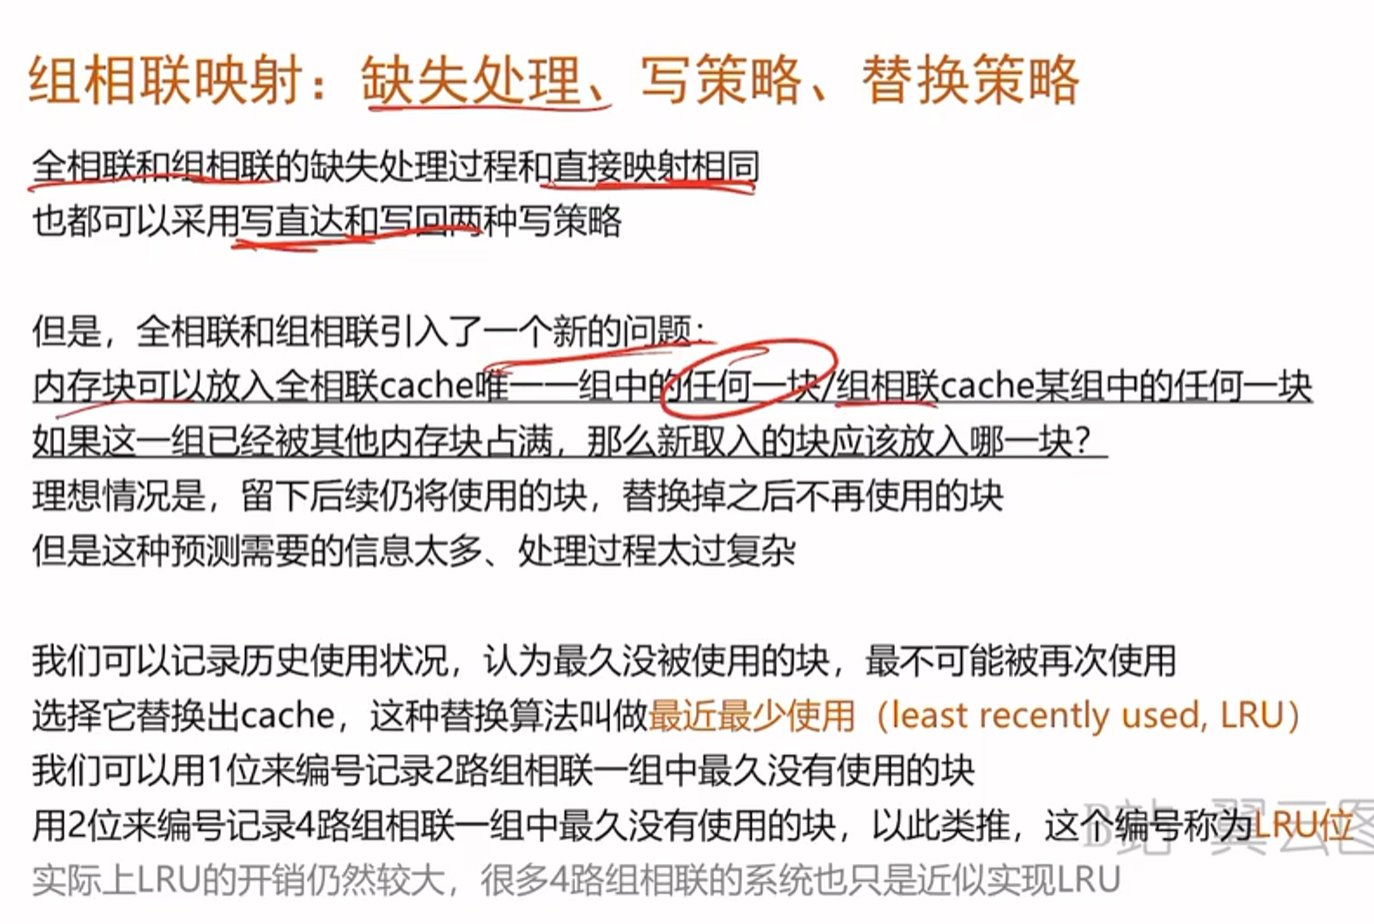 组相联映射：缺失处理、写策略、替换策略
全相联和组相联的缺失处理过程和直接映射相同
也都可以采用写直达和写回两种写策略
但是，全相联和组相联引入了一个新的问题：
内存块可以放入全相联cache唯一一组中的任何一块/组相联cache某组中的任何一块
如果这一组已经被其他内存块占满，那么新取入的块应该放入哪一块？
理想情况是，留下后续仍将使用的块，替换掉之后不再使用的块
但是这种预测需要的信息太多、处理过程太过复杂
我们可以记录历史使用状况，认为最久没被使用的块，最不可能被再次使用
选择它替换出cache，这种替换算法叫做最近最少使用（least recently used, LRU）
我们可以用1位来编号记录2路组相联一组中最久没有使用的块
用2位来编号记录4路组相联一组中最久没有使用的块，以此类推，这个编号称为LRU位
B站 翼云图
实际上LRU的开销仍然较大，很多4路组相联的系统也只是近似实现LRU